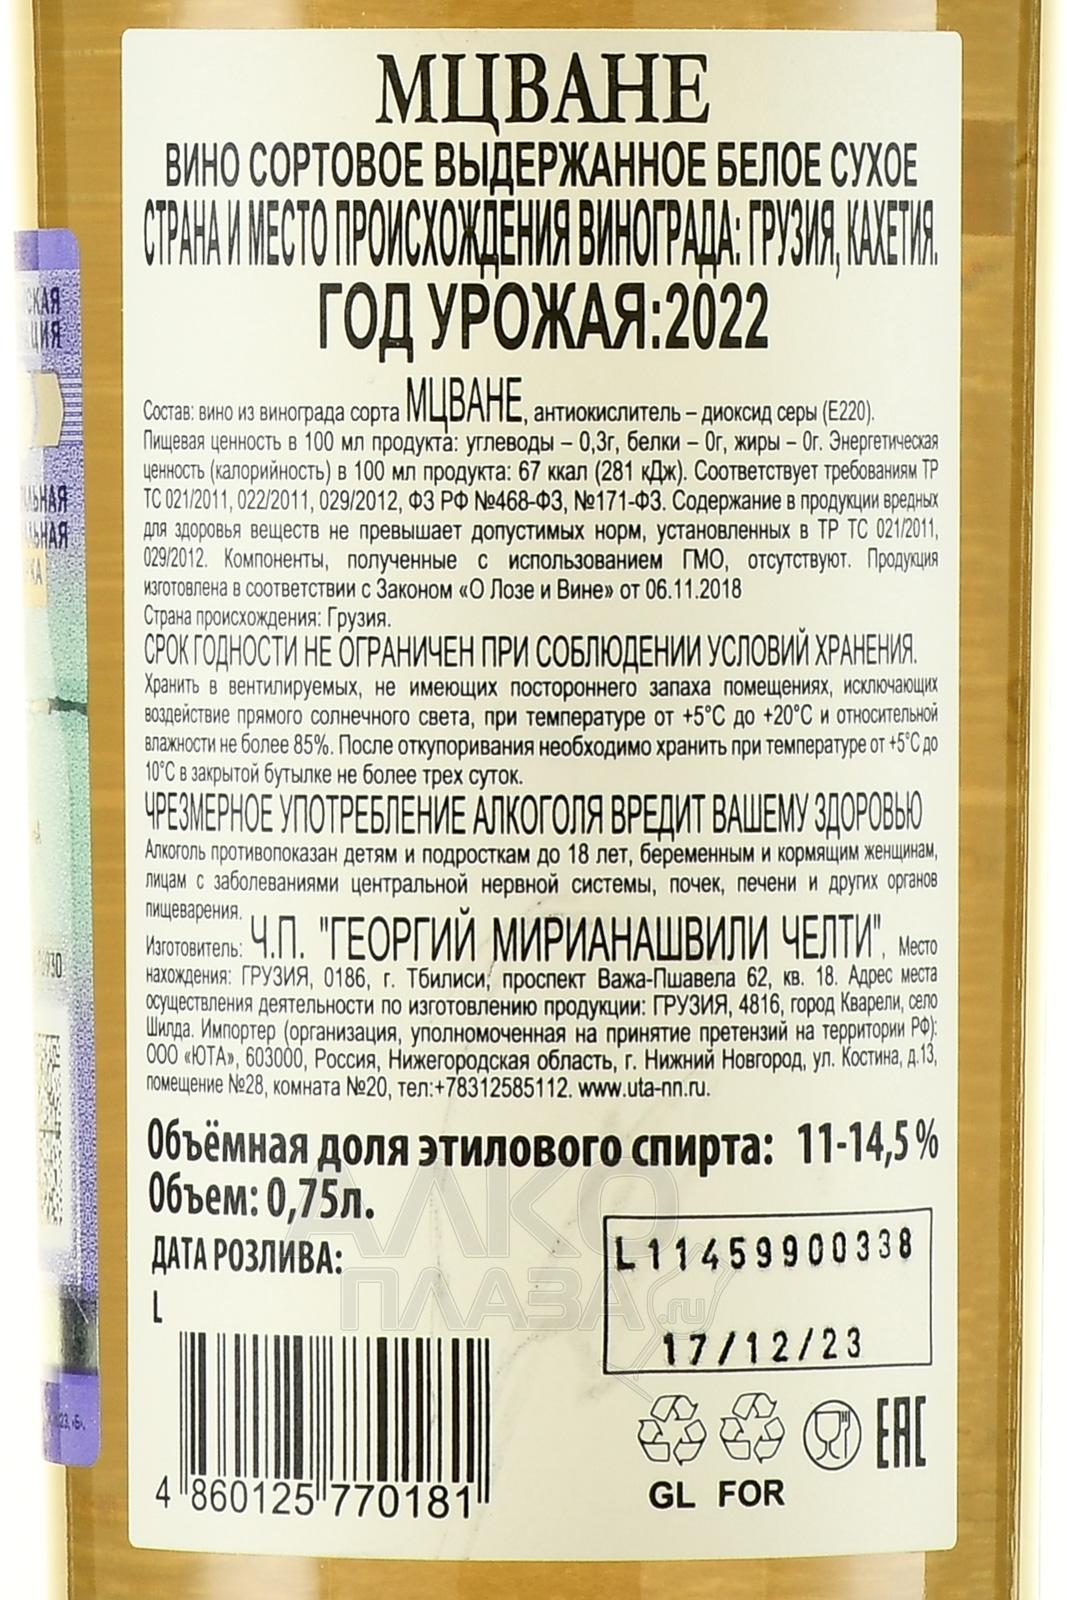 МЦВАНЕ
ВИНО СОРТОВОЕ ВЫДЕРЖАННОЕ БЕЛОЕ СУХОЕ
СТРАНА И МЕСТО ПРОИСХОЖДЕНИЯ ВИНОГРАДА: ГРУЗИЯ, КАХЕТИЯ.
ГОД УРОЖАЯ:2022
Состав: вино из винограда сорта МЦВАНЕ, антиокислитель – диоксид серы (Е220).
Пищевая ценность в 100 мл продукта: углеводы – 0,3г, белки – 0г, жиры – 0г. Энергетическая
ценность (калорийность) в 100 мл продукта: 67 ккал (281 кДж). Соответствует требованиям ТР
ТС 021/2011, 022/2011, 029/2012, ФЗ РФ №468-ФЗ, №171-ФЗ. Содержание в продукции вредных
для здоровья веществ не превышает допустимых норм, установленных в ТР ТС 021/2011,
029/2012. Компоненты, полученные с использованием ГМО, отсутствуют. Продукция
изготовлена в соответствии с Законом «О Лозе и Вине» от 06.11.2018
Страна происхождения: Грузия.
СРОК ГОДНОСТИ НЕ ОГРАНИЧЕН ПРИ СОБЛЮДЕНИИ УСЛОВИЙ ХРАНЕНИЯ.
Хранить в вентилируемых, не имеющих постороннего запаха помещениях, исключающих
воздействие прямого солнечного света, при температуре от +5°С до +20°С и относительной
влажности не более 85%. После откупоривания необходимо хранить при температуре от +5°С до
10°С в закрытой бутылке не более трех суток.
ЧРЕЗМЕРНОЕ УПОТРЕБЛЕНИЕ АЛКОГОЛЯ ВРЕДИТ ВАШЕМУ ЗДОРОВЬЮ
Алкоголь противопоказан детям и подросткам до 18 лет, беременным и кормящим женщинам,
лицам с заболеваниями центральной нервной системы, почек, печени и других органов
пищеварения.
Изготовитель: Ч.П. "ГЕОРГИЙ МИРИАНАШВИЛИ ЧЕЛТИ", Место
нахождения: ГРУЗИЯ, 0186, г. Тбилиси; проспект Важа-Пшавела 62, кв. 18. Адрес места
осуществления деятельности по изготовлению продукции: ГРУЗИЯ, 4816, город Кварели, село
Шилда. Импортер (организация, уполномоченная на принятие претензий на территории РФ):
ООО «ЮТА», 603000, Россия, Нижегородская область, г. Нижний Новгород, ул. Костина, д.13,
помещение №28, комната №20, тел:+78312585112. www.uta-nn.ru.
Объёмная доля этилового спирта: 11-14,5 %
Объем: 0,75л.
ДАТА РОЗЛИВА:
L
L11459900338
17/12/23
4 860125 770181
GL FOR
EAC
АЛКО
ПЛАЗА.ru